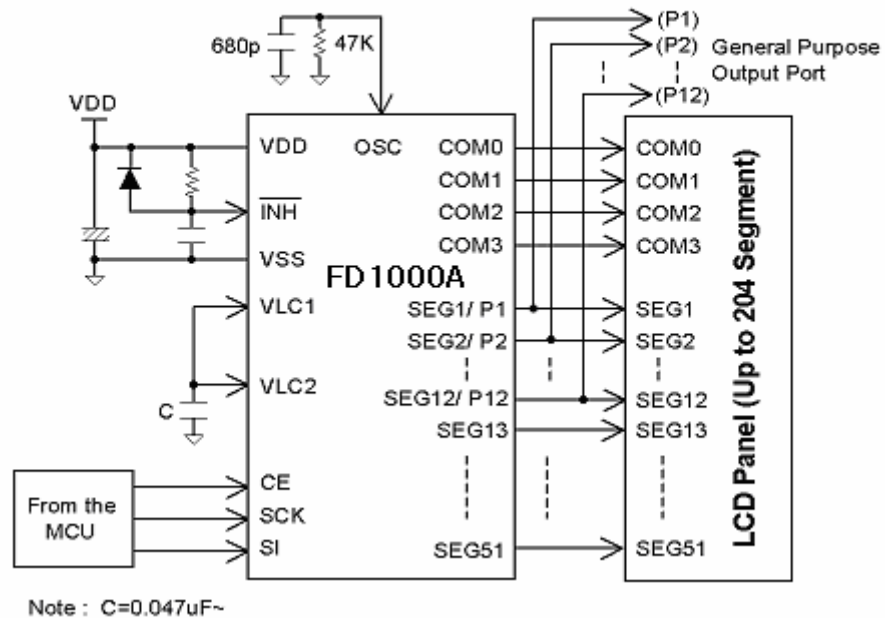 (P1)
(P2)
General Purpose
Output Port
(P12)
680p
47K
VDD
VDD
OSC
COM0
COM0
COM1
COM1
INH
COM2
COM2
COM3
COM3
VSS
FD1000A
VLC1
SEG1/ P1
SEG1
SEG2/ P2
SEG2
VLC2
C
SEG12/ P12
SEG12
SEG13
SEG13
LCD Panel (Up to 204 Segment)
From the
MCU
CE
SCK
SI
SEG51
SEG51
Note : C=0.047uF~